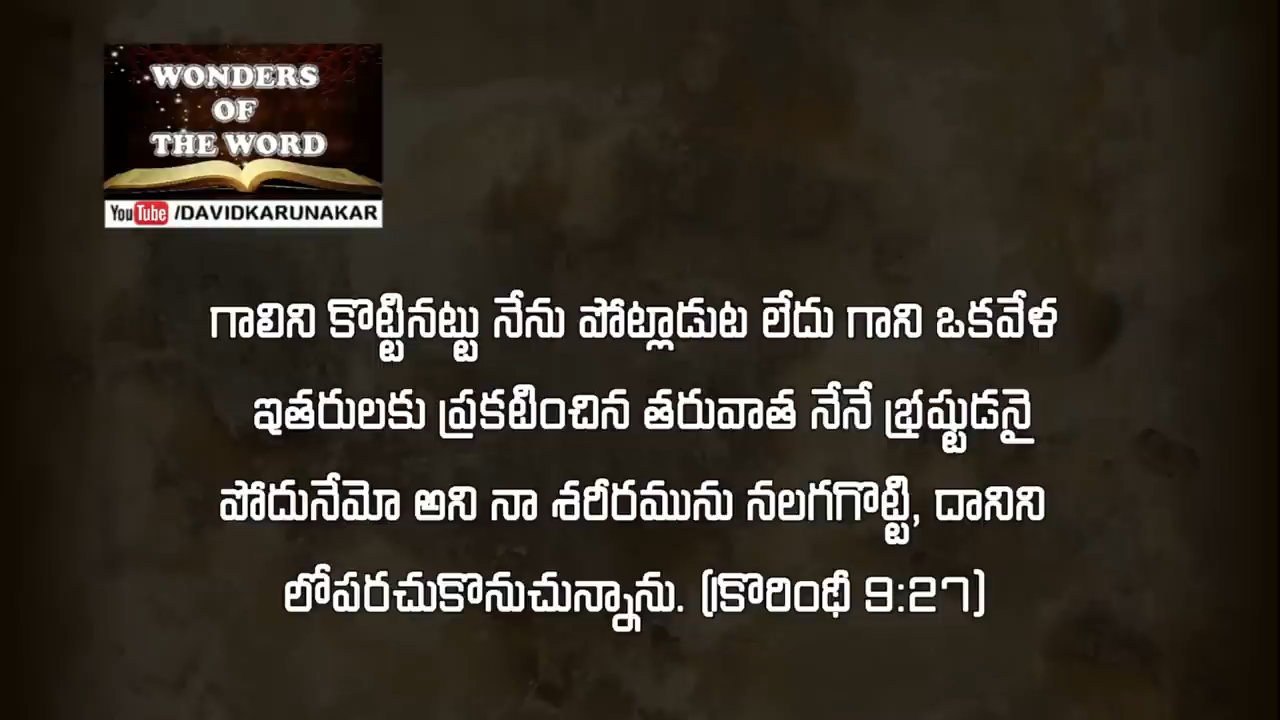 WONDERS
OF
THE WORD
YouTube /DAVIDKARUNAKAR
గాలిని కొట్టినట్టు నేను పోట్లాడుట లేదు గాని ఒకవేళ
ఇతరులకు ప్రకటించిన తరువాత నేనే భ్రష్టుడనై
పోదునేమో అని నా శరీరమును నలగగొట్టి, దానిని
లోపరచుకొనుచున్నాను. (1కొరింథీ 9:27)